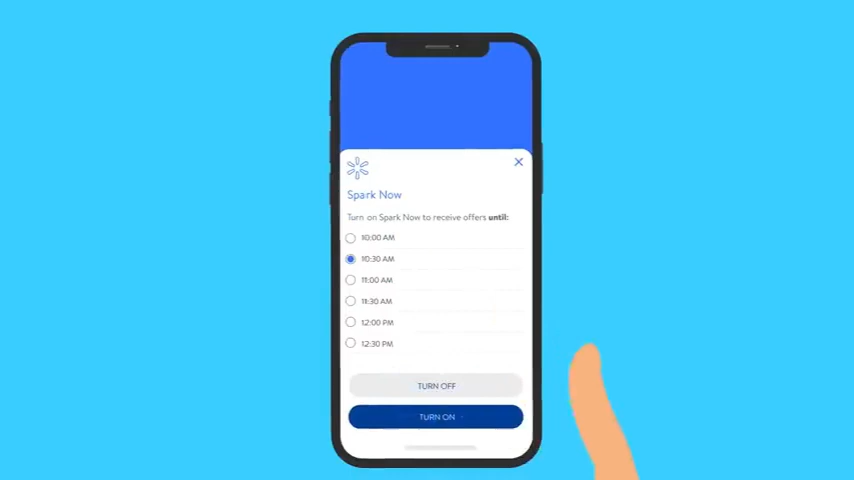 Spark Now
Turn on Spark Now to receive offers until:
10:00 AM
10:30 AM
11:00 AM
11:30 AM
12:00 PM
12:30 PM
TURN OFF
TURN ON